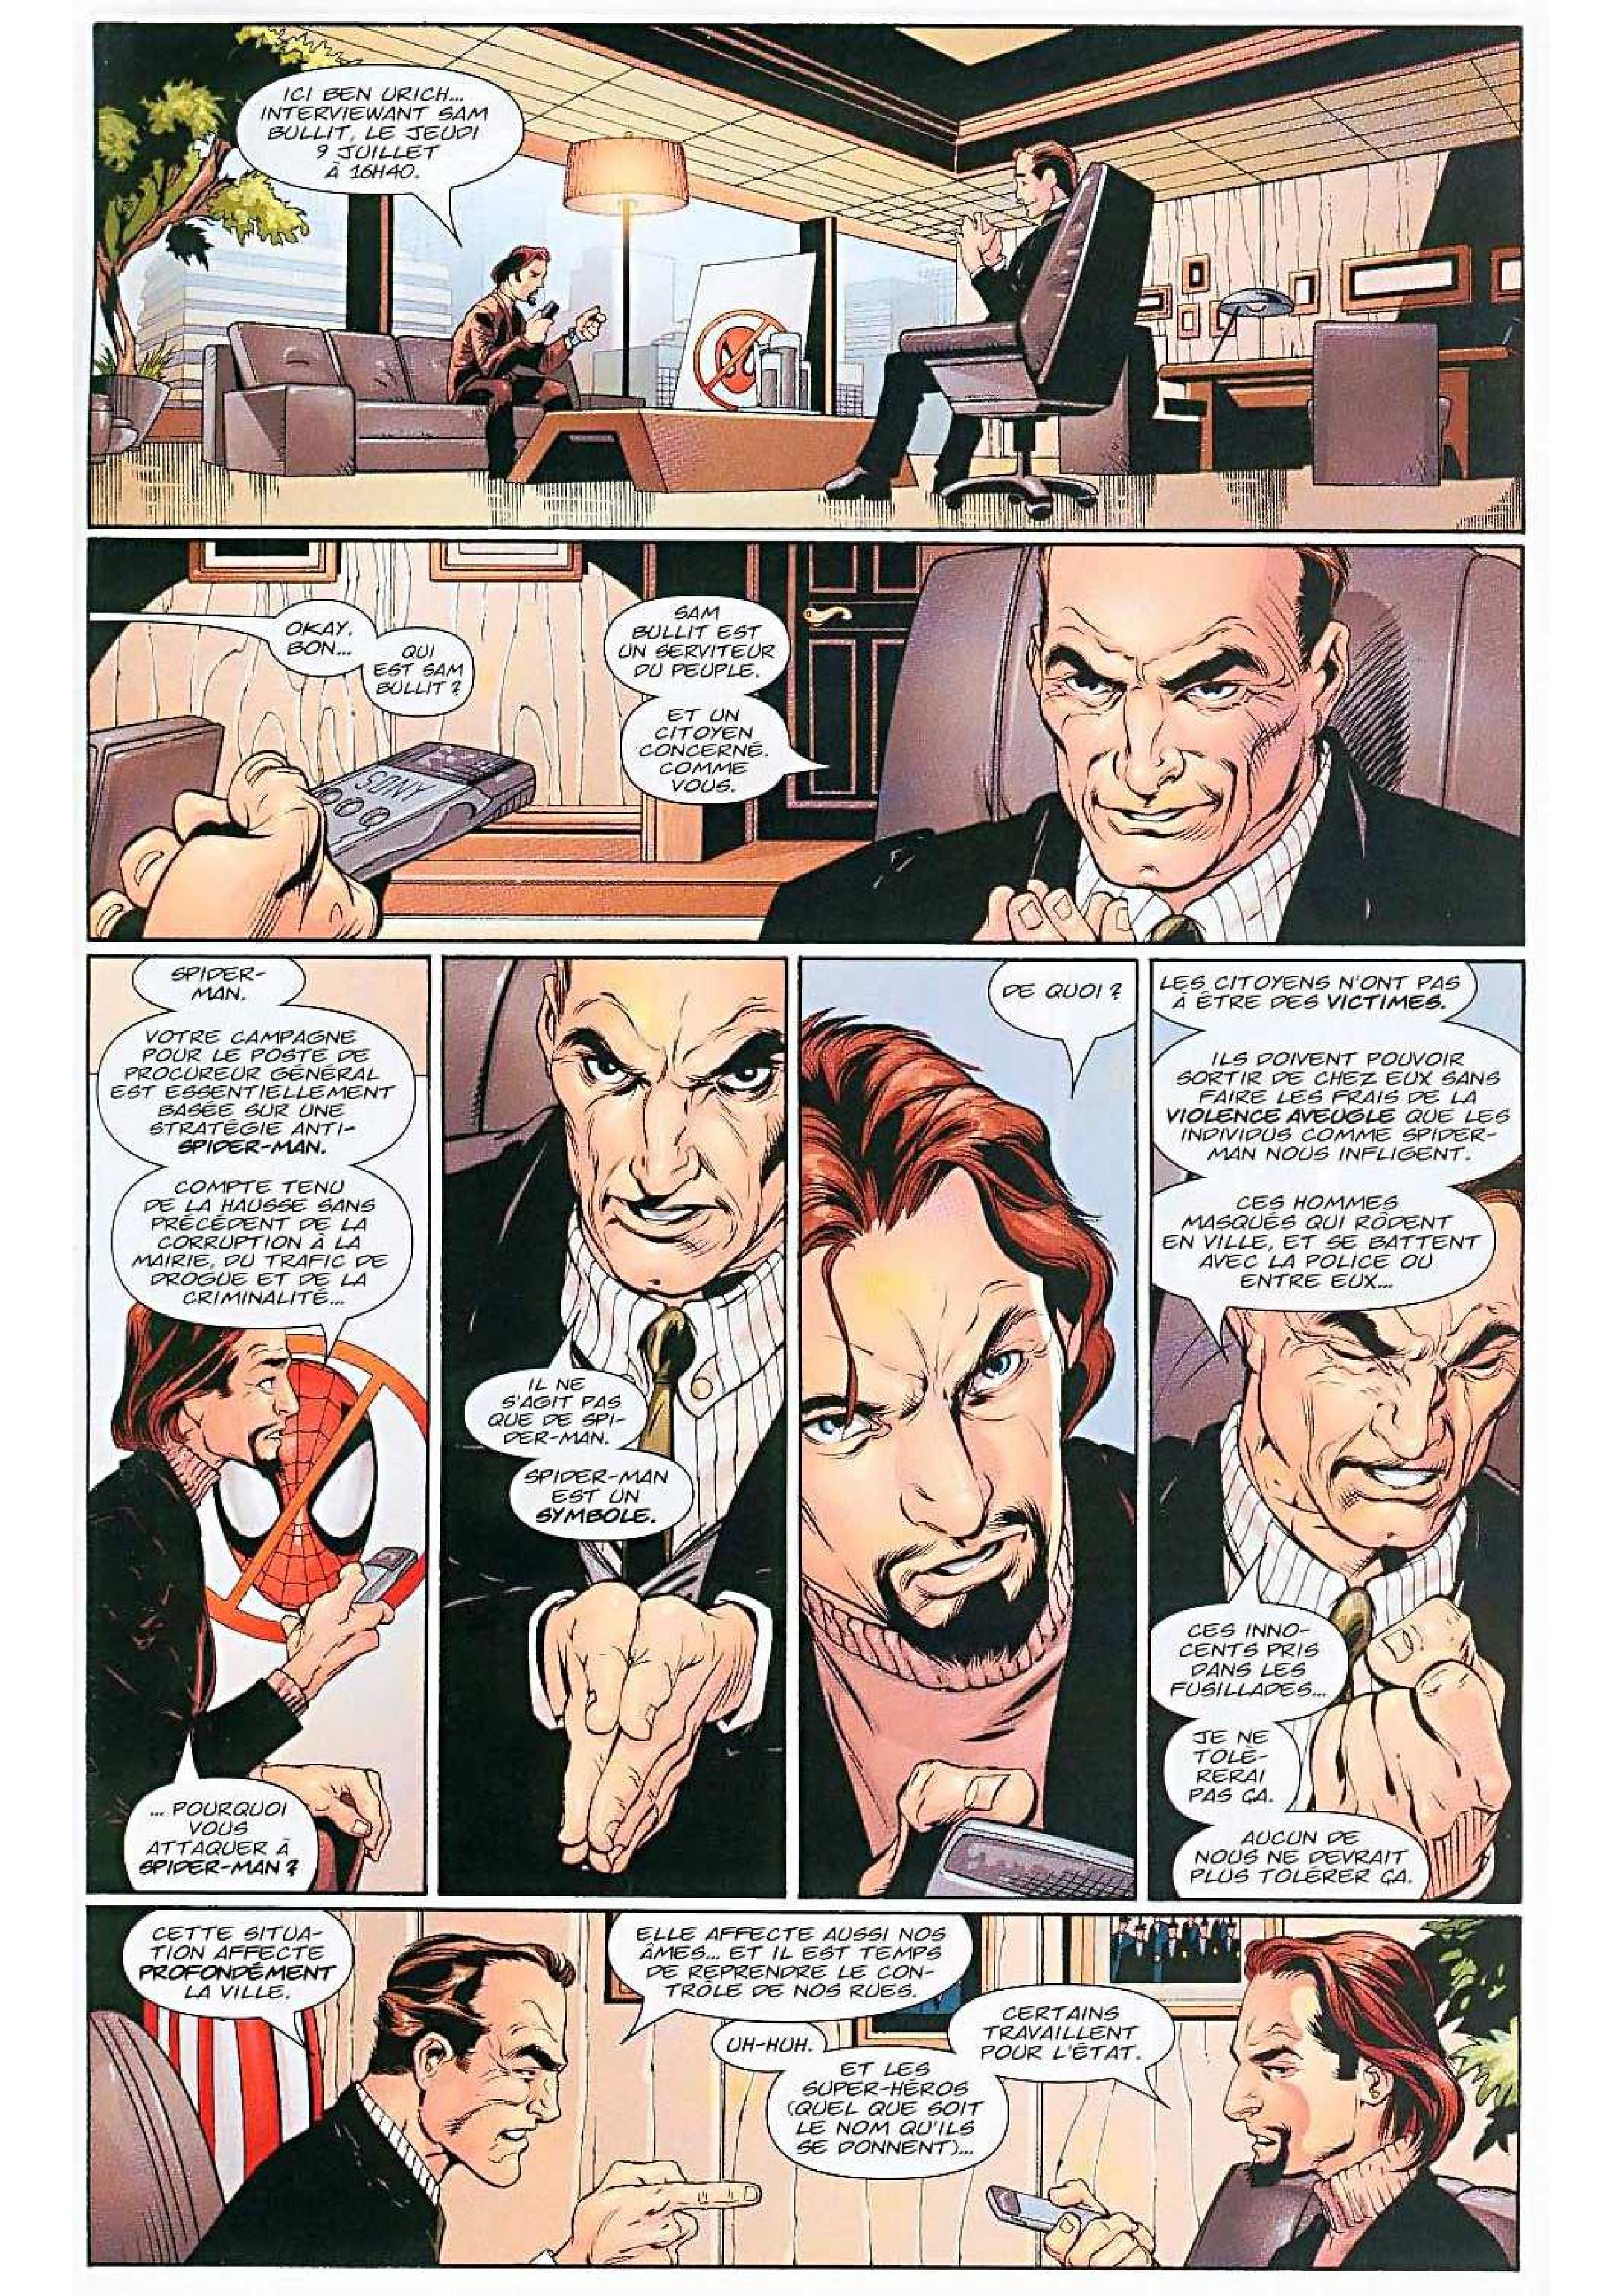 ICI BEN URICH...
INTERVIEWANT SAM
BULLIT, LE JEUDI
9 JUILLET
À 16H40.
OKAY.
BON...
QUI
EST SAM
BULLIT ?
SONY
SAM
BULLIT EST
UN SERVITEUR
DU PEUPLE.
ET UN
CITOYEN
CONCERNÉ.
COMME
VOUS.
SPIDER-
MAN.
VOTRE CAMPAGNE
POUR LE POSTE DE
PROCUREUR GÉNÉRAL
EST ESSENTIELLEMENT
BASÉE SUR UNE
STRATÉGIE ANTI-
SPIDER-MAN.
COMPTE TENU
DE LA HAUSSE SANS
PRÉCÉDENT DE LA
CORRUPTION À LA
MAIRIE, DU TRAFIC DE
DROGUE ET DE LA
CRIMINALITÉ...
... POURQUOI
VOUS
ATTAQUER À
SPIDER-MAN ?
IL NE
S'AGIT PAS
QUE DE SPI-
DER-MAN.
SPIDER-MAN
EST UN
SYMBOLE.
DE QUOI ?
LES CITOYENS N'ONT PAS
À ÊTRE DES VICTIMES.
ILS DOIVENT POUVOIR
SORTIR DE CHEZ EUX SANS
FAIRE LES FRAIS DE LA
VIOLENCE AVEUGLE QUE LES
INDIVIDUS COMME SPIDER-
MAN NOUS INFLIGENT.
CES HOMMES
MASQUÉS QUI RÔDENT
EN VILLE, ET SE BATTENT
AVEC LA POLICE OU
ENTRE EUX...
CES INNO-
CENTS PRIS
DANS LES
FUSILLADES...
JE NE
TOLÈ-
RERAI
PAS ÇA.
AUCUN DE
NOUS NE DEVRAIT
PLUS TOLÉRER ÇA.
CETTE SITUA-
TION AFFECTE
PROFONDÉMENT
LA VILLE.
ELLE AFFECTE AUSSI NOS
ÂMES... ET IL EST TEMPS
DE REPRENDRE LE CON-
TRÔLE DE NOS RUES.
UH-HUH.
ET LES
SUPER-HÉROS
(QUEL QUE SOIT
LE NOM QU'ILS
SE DONNENT)...
CERTAINS
TRAVAILLENT
POUR L'ÉTAT.